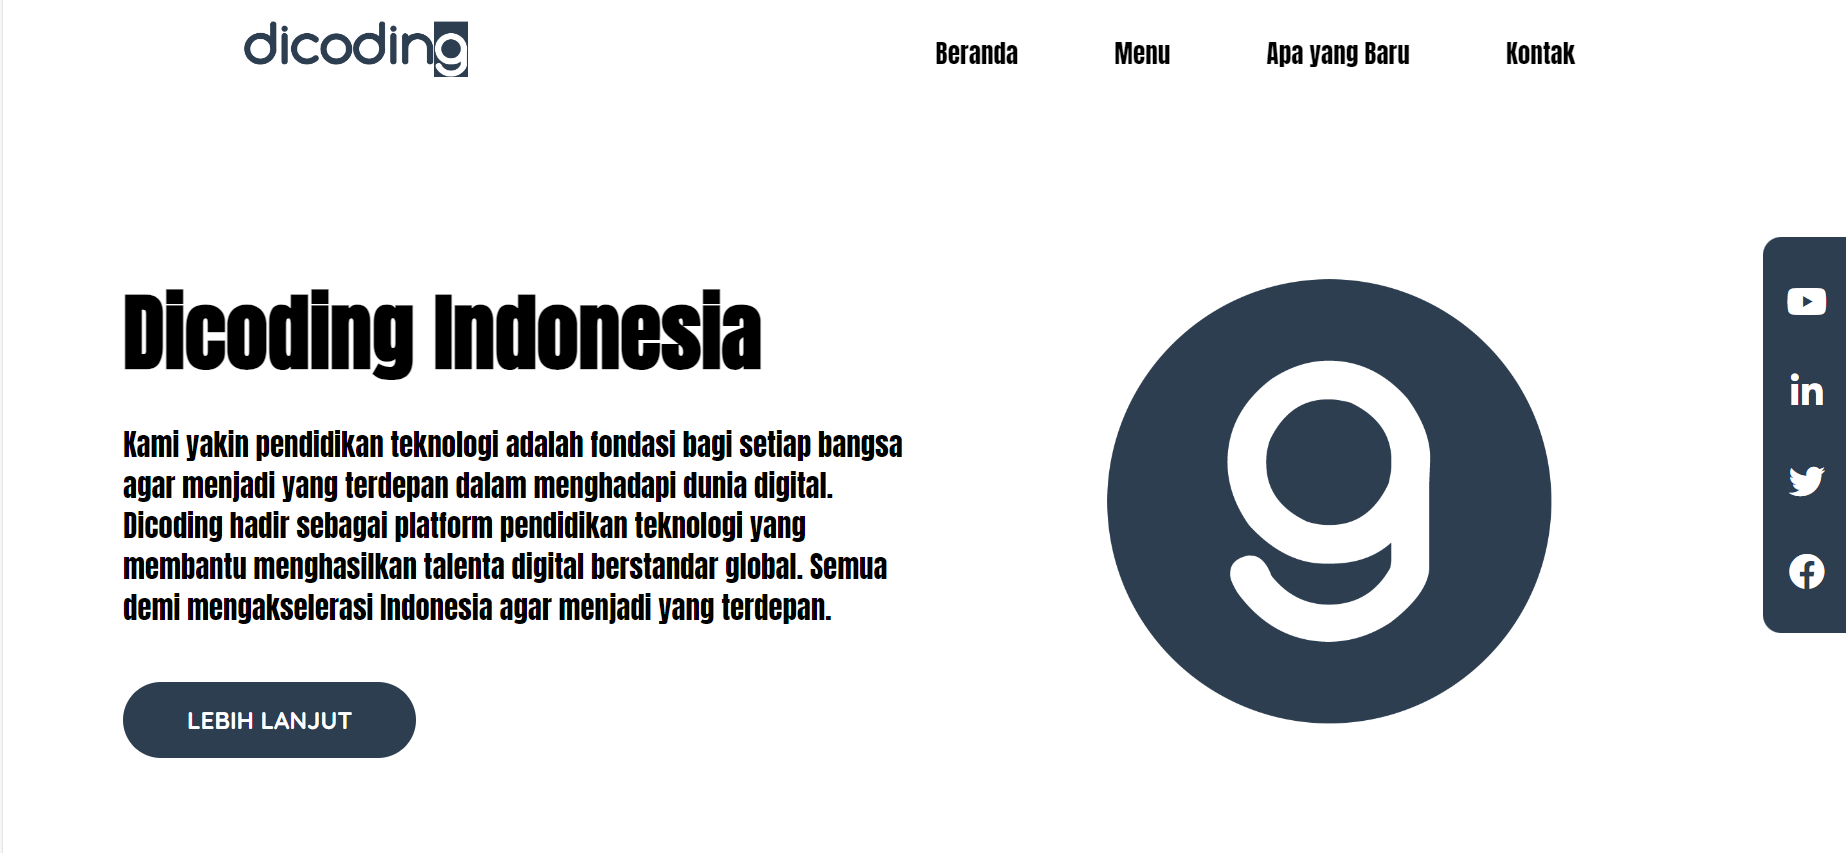 dicoding
Beranda
Menu
Apa yang Baru
Kontak
Dicoding Indonesia
Kami yakin pendidikan teknologi adalah fondasi bagi setiap bangsa
agar menjadi yang terdepan dalam menghadapi dunia digital.
Dicoding hadir sebagai platform pendidikan teknologi yang
membantu menghasilkan talenta digital berstandar global. Semua
demi mengakselerasi Indonesia agar menjadi yang terdepan.
g
in
LEBIH LANJUT